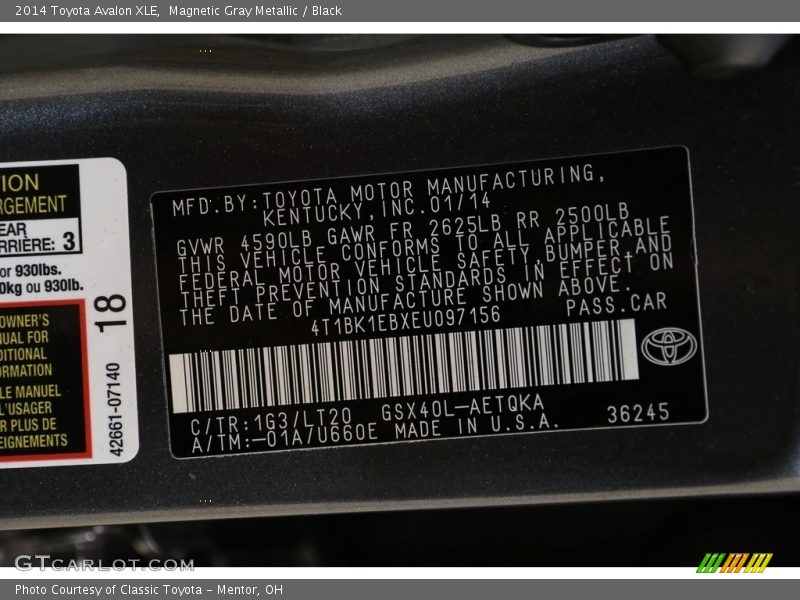 2014 Toyota Avalon XLE,  Magnetic Gray Metallic / Black
ION
RGEMENT
EAR
RRIÈRE: 3
or 930lbs.
0kg ou 930lb.
OWNER'S
NUAL FOR
DITIONAL
ORMATION
LE MANUEL
L'USAGER
R PLUS DE
EIGNEMENTS
18
42661-07140
MFD.BY:TOYOTA MOTOR MANUFACTURING,
KENTUCKY,INC.01/14
GVWR 4590LB GAWR FR 2625LB RR 2500LB
THIS VEHICLE CONFORMS TO ALL APPLICABLE
FEDERAL MOTOR VEHICLE SAFETY,BUMPER,AND
THEFT PREVENTION STANDARDS IN EFFECT ON
THE DATE OF MANUFACTURE SHOWN ABOVE.
4T1BK1EBXEU097156 PASS.CAR
C/TR:1G3/LT20 GSX40L-AETQKA
A/TM:-01A/U660E MADE IN U.S.A. 36245
GTCARLOT.COM
Photo Courtesy of Classic Toyota - Mentor, OH